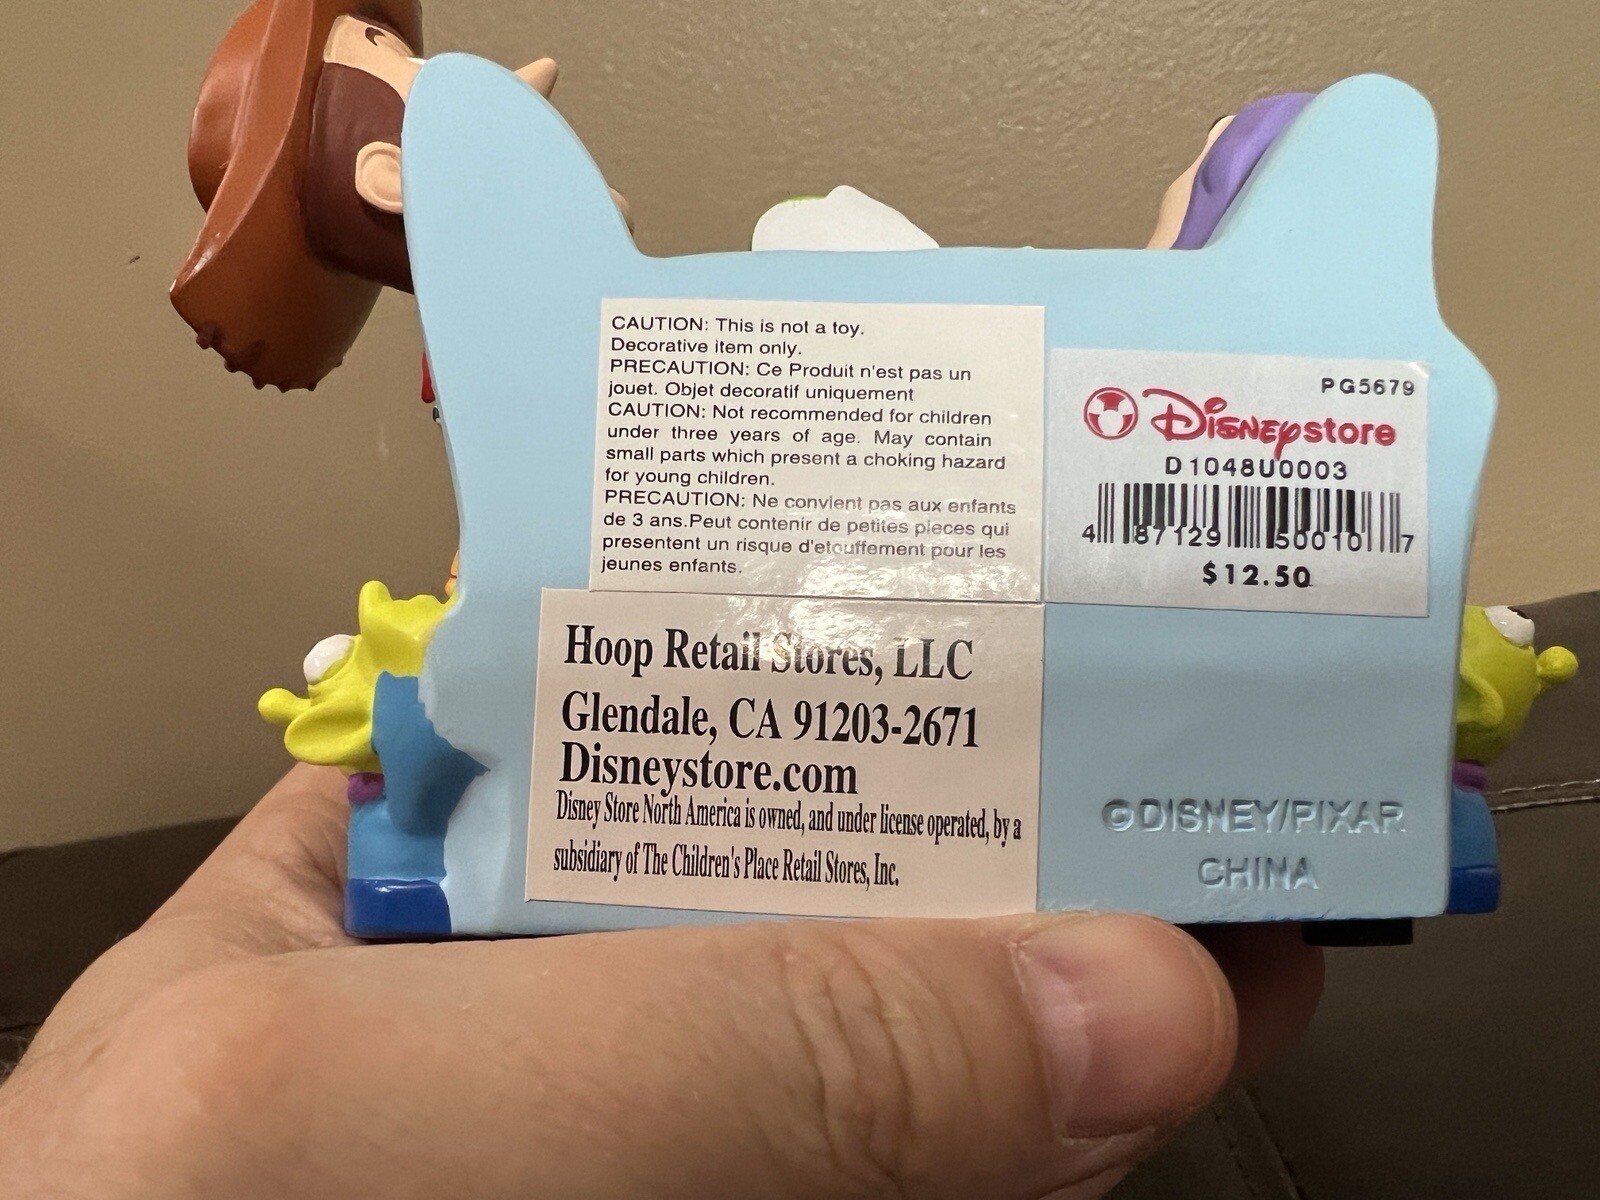 CAUTION: This is not a toy.
Decorative item only.
PRECAUTION: Ce Produit n'est pas un
jouet. Objet decoratif uniquement
CAUTION: Not recommended for children
under three years of age. May contain
small parts which present a choking hazard
for young children.
PRECAUTION: Ne convient pas aux enfants
de 3 ans.Peut contenir de petites pieces qui
presentent un risque d'etouffement pour les
jeunes enfants.
PG5679
Disney store
D1048U0003
4 87129 50010 7
$12.50
Hoop Retail Stores, LLC
Glendale, CA 91203-2671
Disneystore.com
Disney Store North America is owned, and under license operated, by a
subsidiary of The Children's Place Retail Stores, Inc.
©DISNEY/PIXAR
CHINA